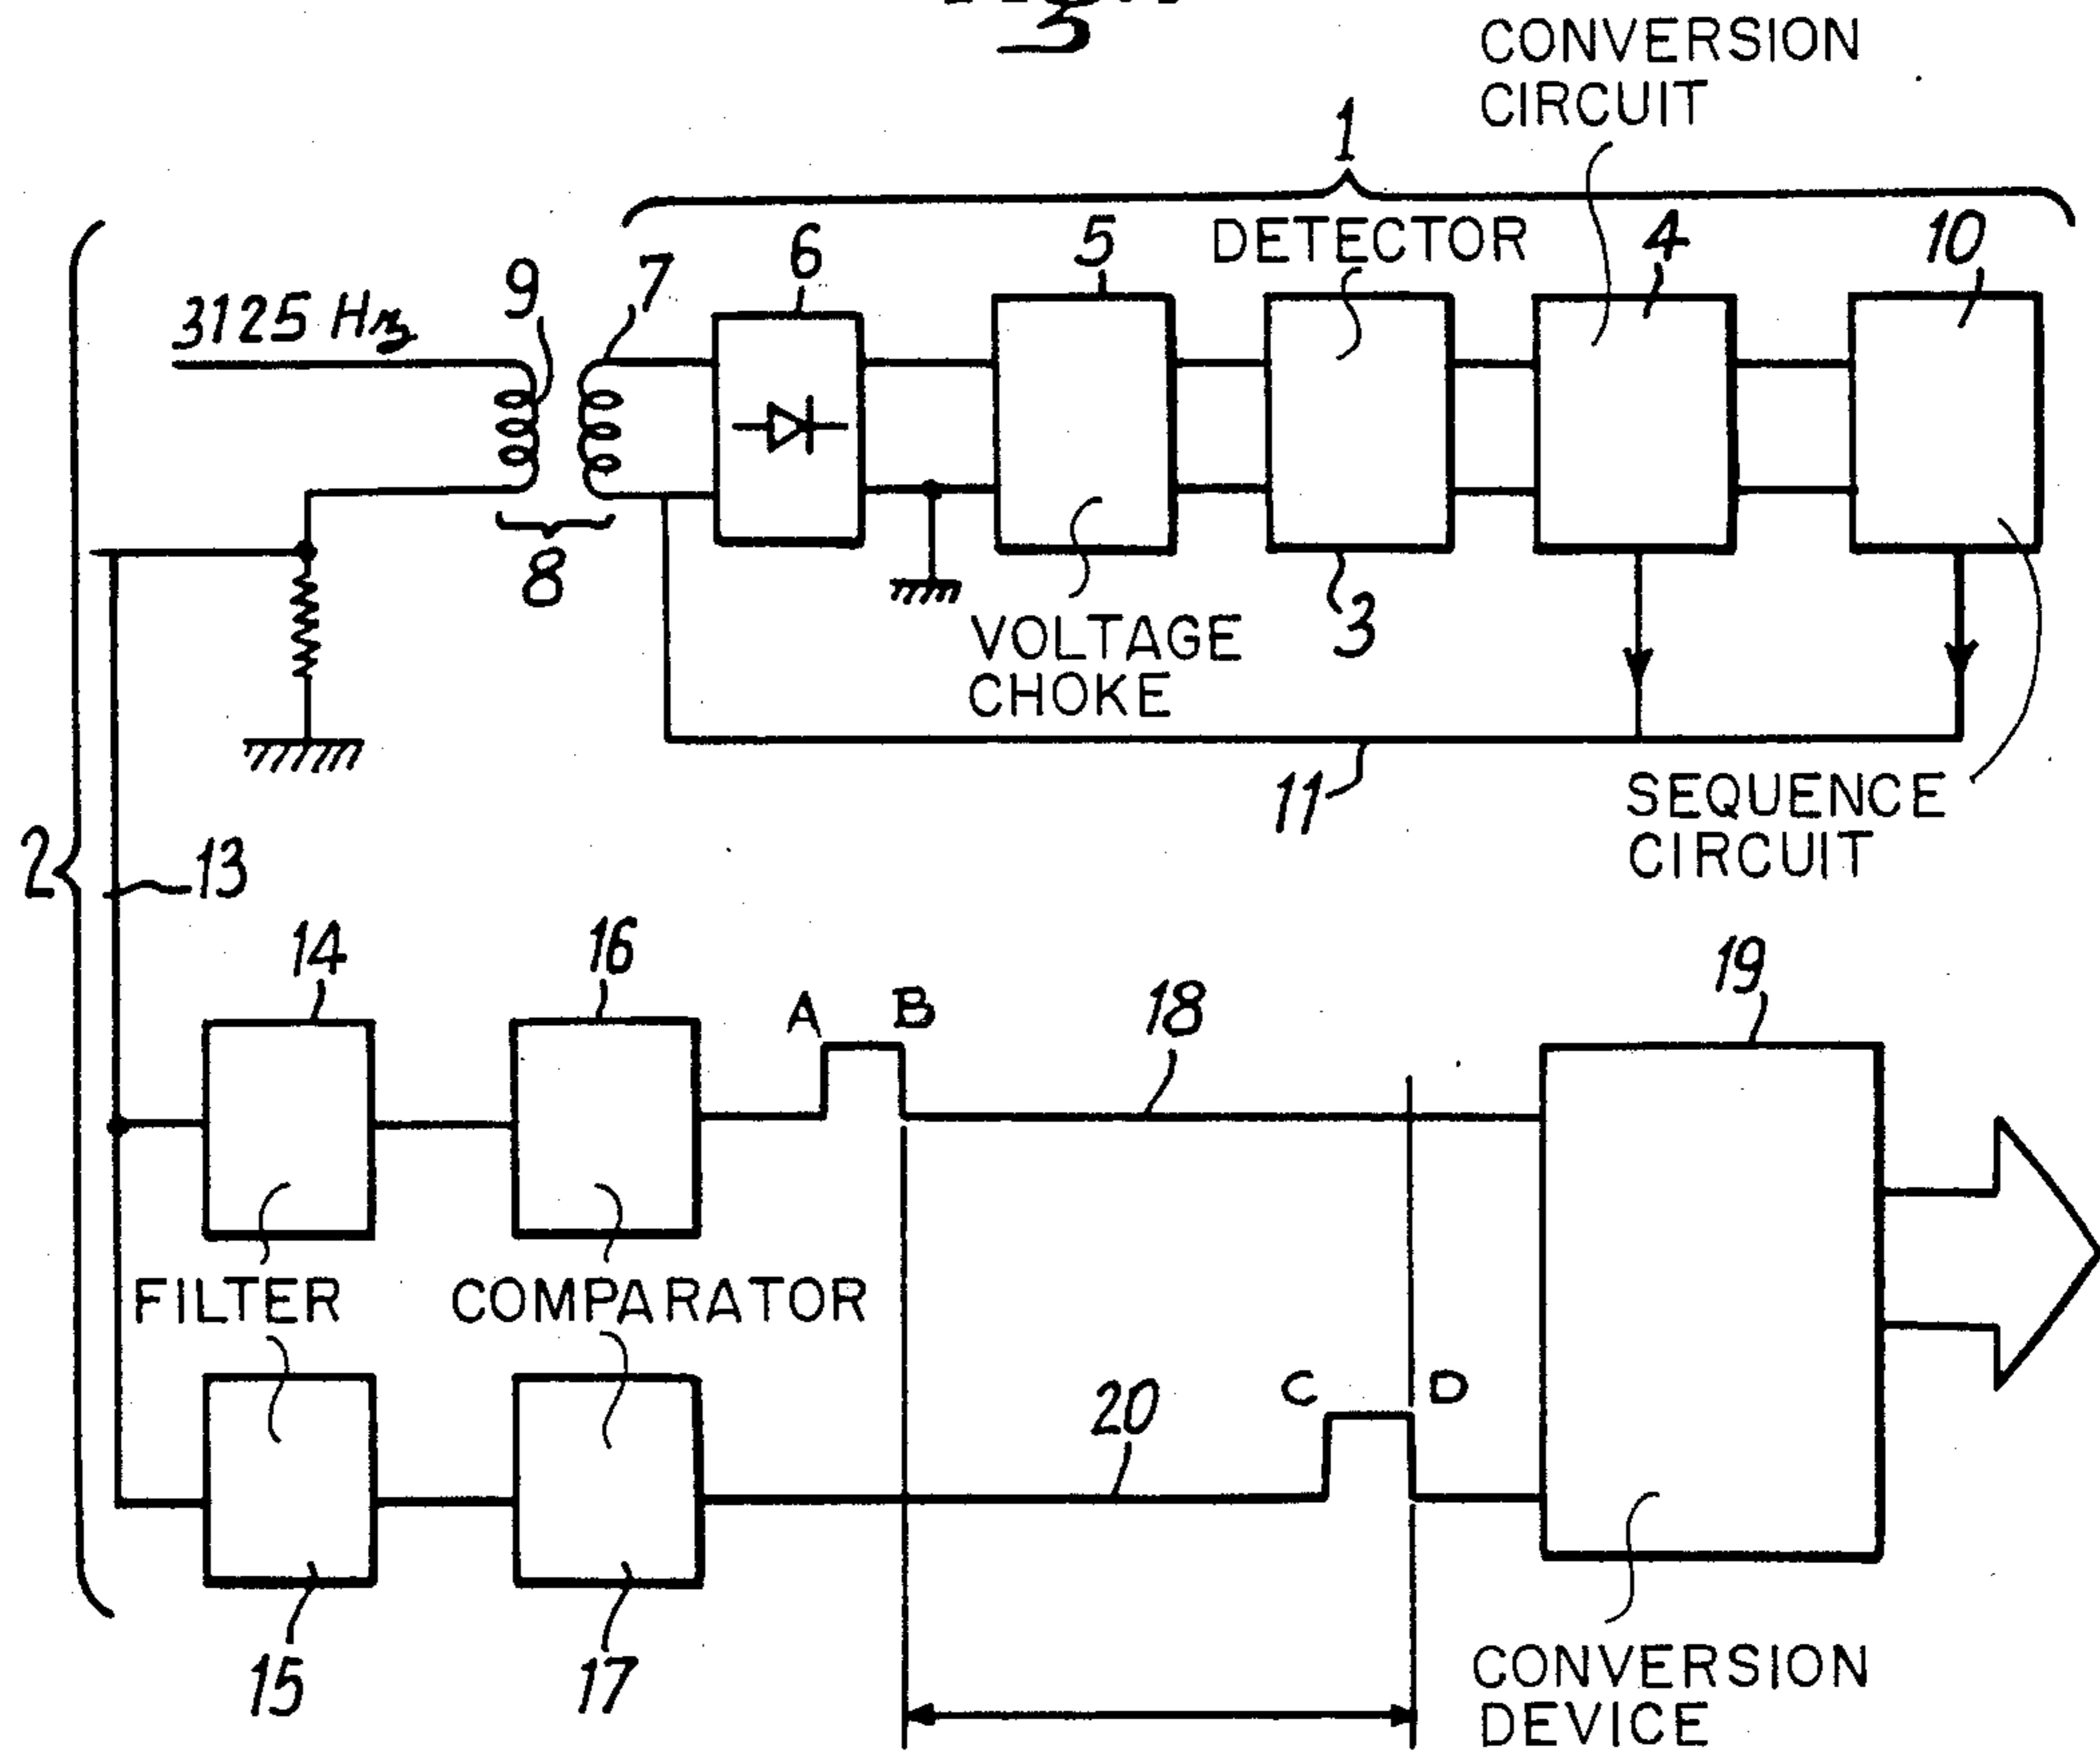 3
CONVERSION
CIRCUIT
1
DETECTOR
5
6
4
10
7
9
3125 Hz
8
3
VOLTAGE
CHOKE
11
SEQUENCE
CIRCUIT
2
13
14
16
A
B
18
19
FILTER
COMPARATOR
C
D
20
15
17
CONVERSION
DEVICE